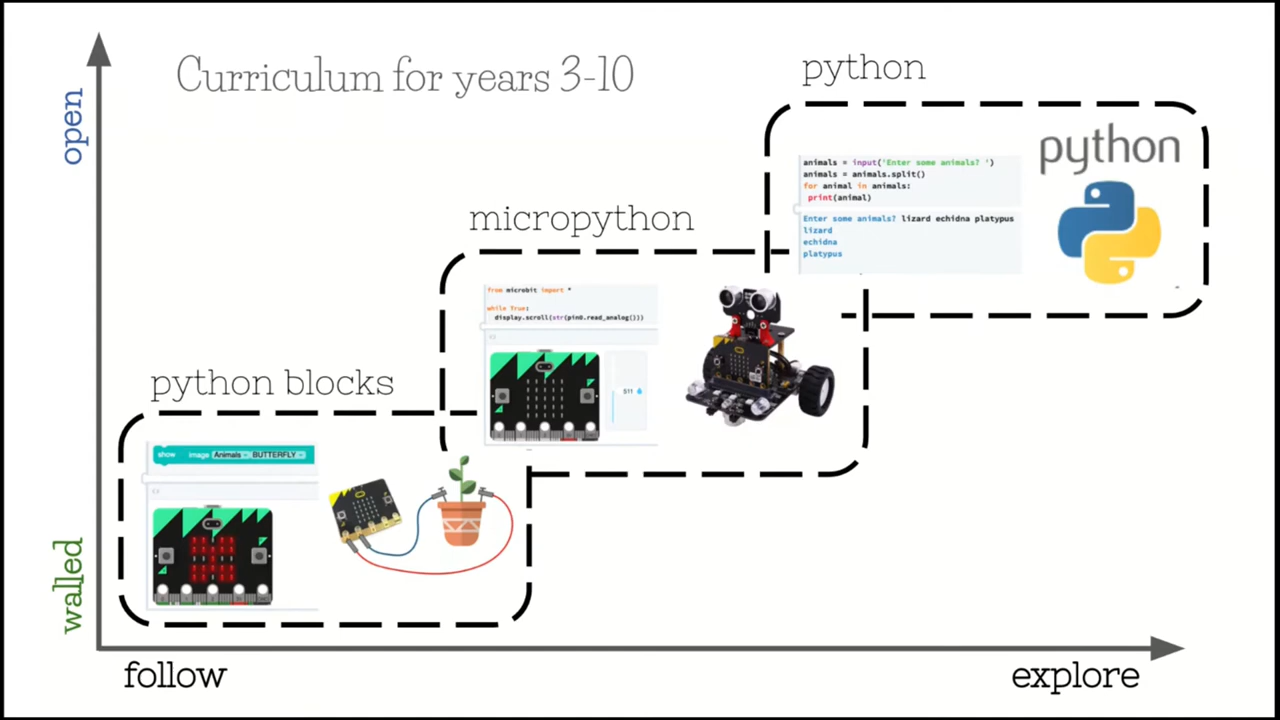 Curriculum for years 3-10
open
python
animals = input('Enter some animals? ')
animals = animals.split()
for animal in animals:
print(animal)
Enter some animals? lizard echidna platypus
lizard
echidna
platypus
python
micropython
from microbit import *
while True:
display.scroll(str(pin0.read_analog()))
511
python blocks
show image Animals BUTTERFLY
walled
follow
explore